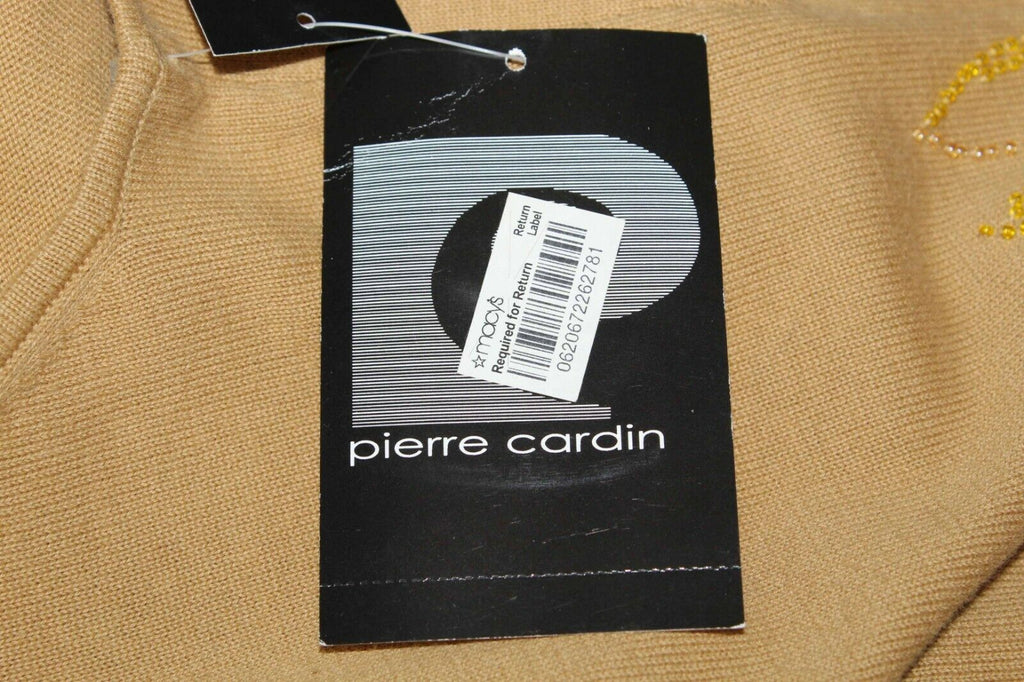 Return
Label
☆macy's
Required for Return
0620672262781
pierre cardin